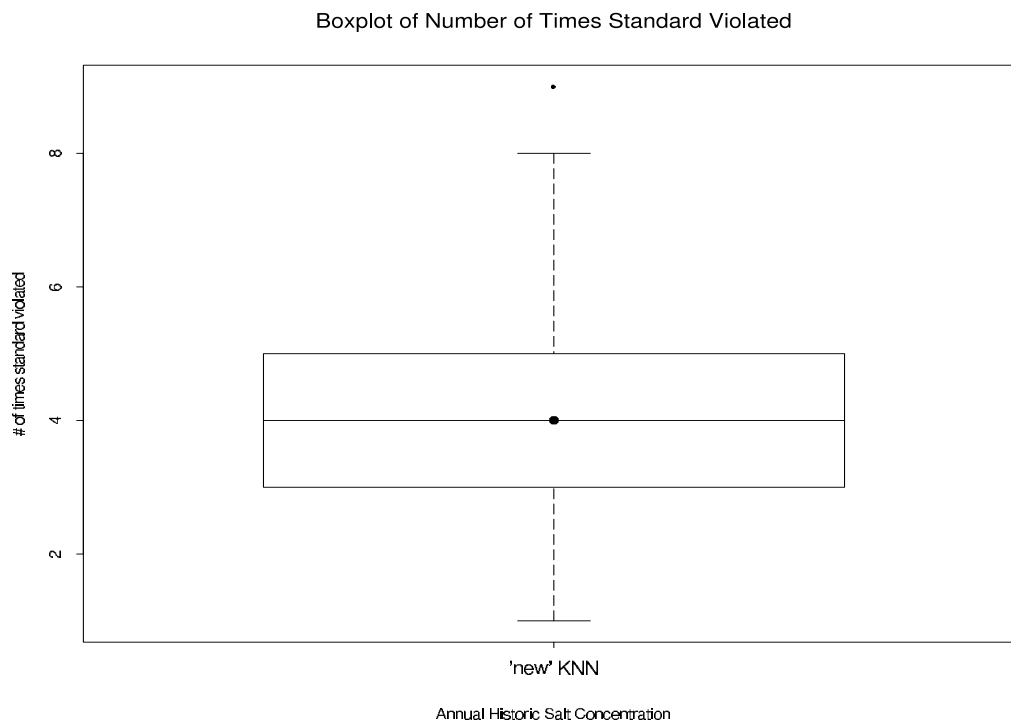 Boxplot of Number of Times Standard Violated
# of times standard violated
8
6
4
2
'new' KNN
Annual Historic Salt Concentration